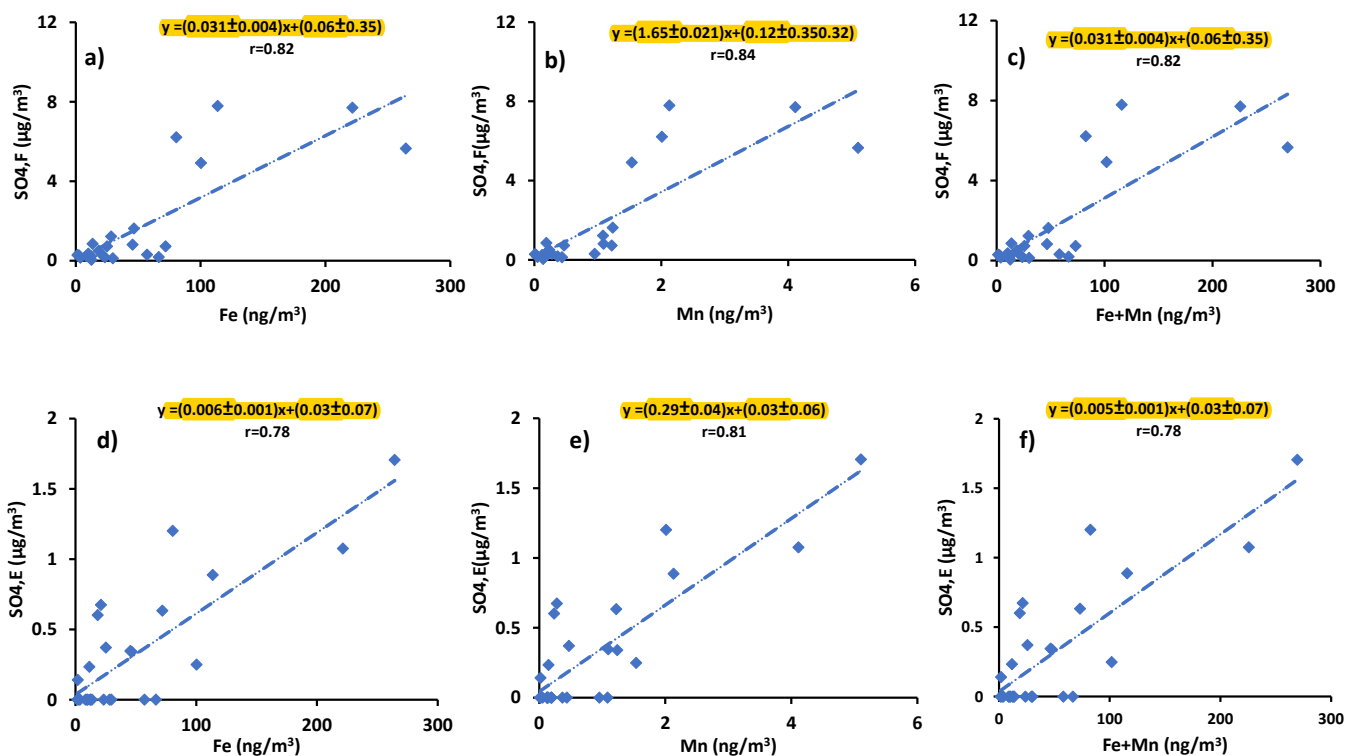 y =(0.031±0.004)x+(0.06±0.35)
r=0.82
a)
SO4,F (µg/m³)
12
8
4
0
0 100 200 300
Fe (ng/m³)
y =(1.65±0.021)x+(0.12±0.350.32)
r=0.84
b)
SO4,F(µg/m³)
12
8
4
0
0 2 4 6
Mn (ng/m³)
y =(0.031±0.004)x+(0.06±0.35)
r=0.82
c)
SO4,F (µg/m³)
12
8
4
0
0 100 200 300
Fe+Mn (ng/m³)
y =(0.006±0.001)x+(0.03±0.07)
r=0.78
d)
SO4,E (µg/m³)
2
1.5
1
0.5
0
0 100 200 300
Fe (ng/m³)
y =(0.29±0.04)x+(0.03±0.06)
r=0.81
e)
SO4,E(µg/m³)
2
1.5
1
0.5
0
0 2 4 6
Mn (ng/m³)
y =(0.005±0.001)x+(0.03±0.07)
r=0.78
f)
SO4,E (µg/m³)
2
1.5
1
0.5
0
0 100 200 300
Fe+Mn (ng/m³)